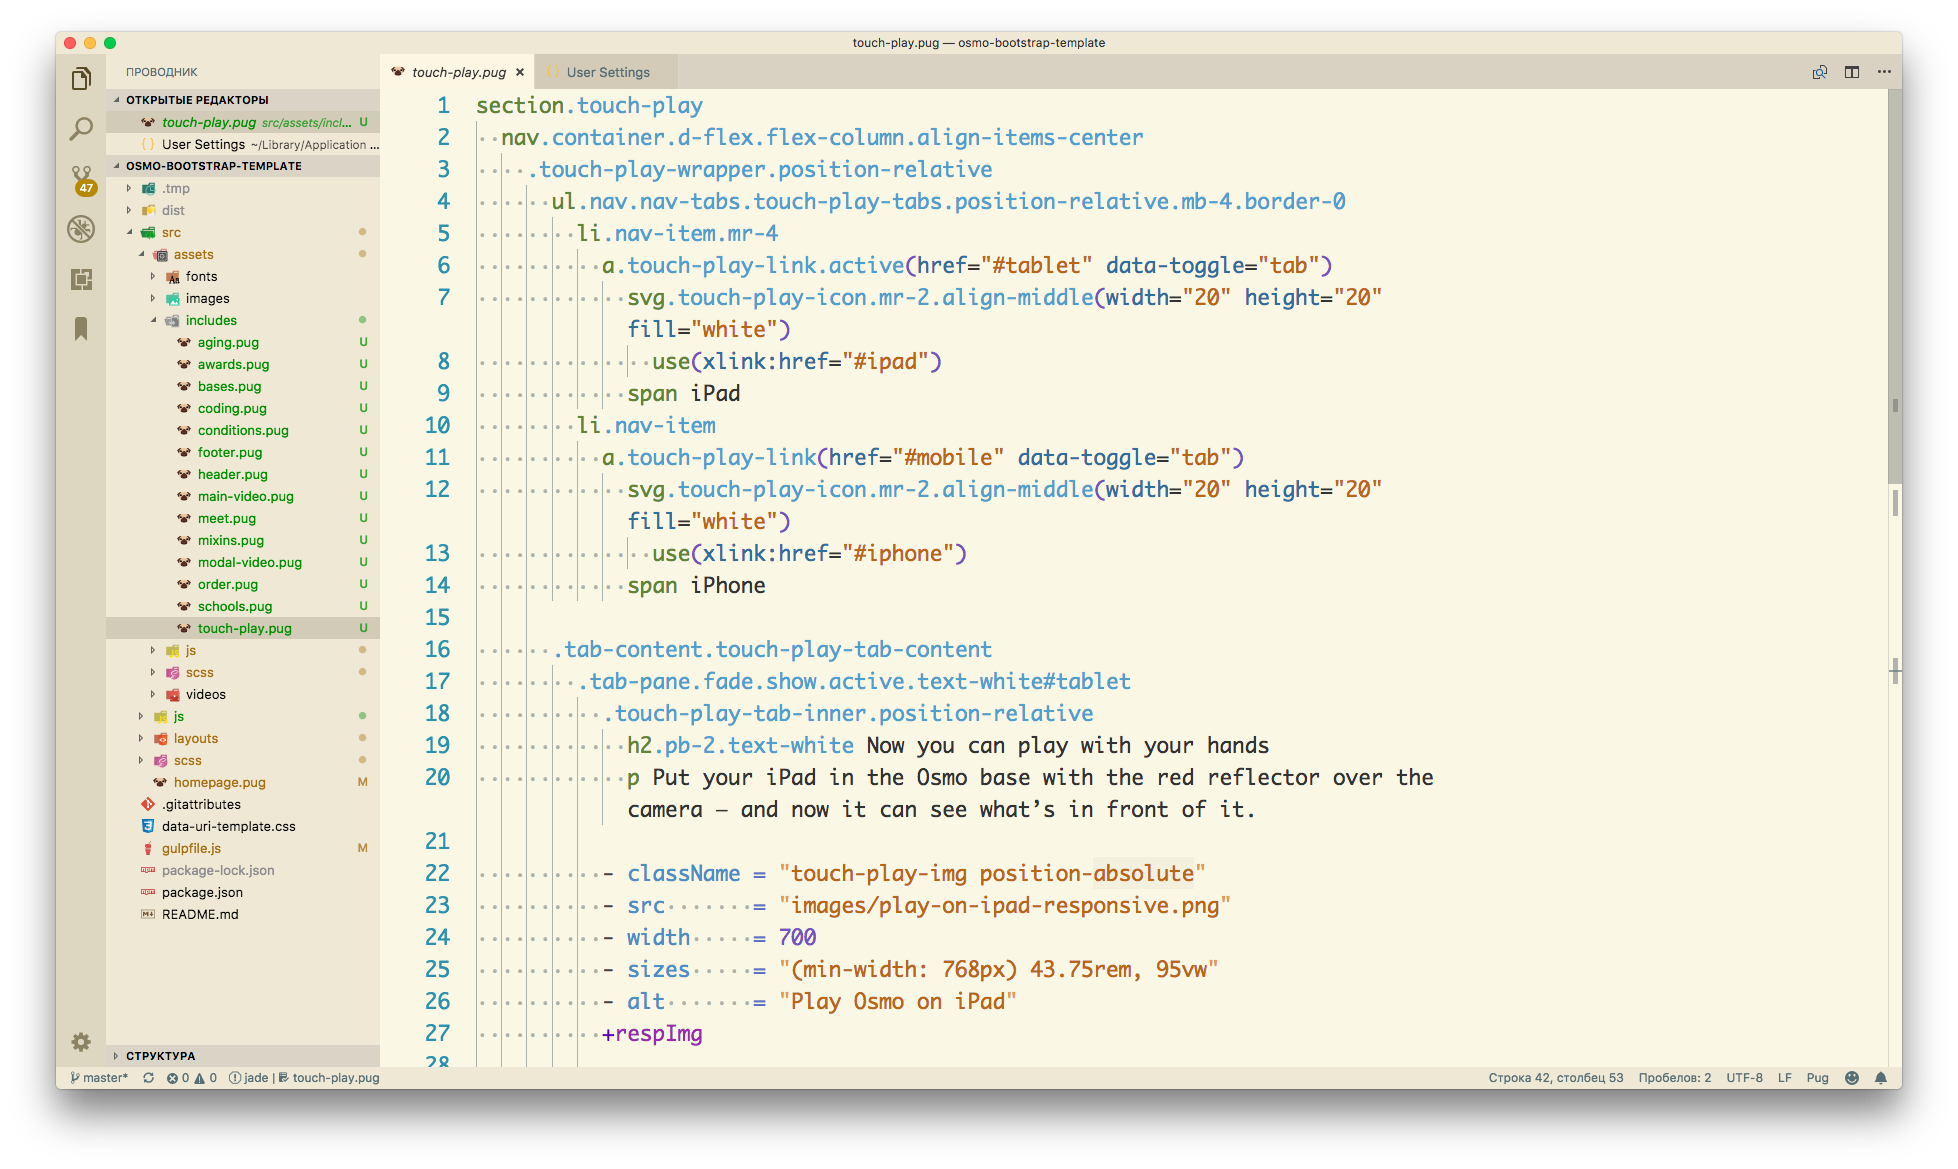 touch-play.pug — osmo-bootstrap-template
ПРОВОДНИК
ОТКРЫТЫЕ РЕДАКТОРЫ
touch-play.pug src/assets/incl... U
User Settings ~/Library/Application ...
OSMO-BOOTSTRAP-TEMPLATE
47
.tmp
dist
src
assets
fonts
images
includes
aging.pug U
awards.pug U
bases.pug U
coding.pug U
conditions.pug U
footer.pug U
header.pug U
main-video.pug U
meet.pug U
mixins.pug U
modal-video.pug U
order.pug U
schools.pug U
touch-play.pug U
js
scss
videos
js
layouts
scss
homepage.pug M
.gitattributes
data-uri-template.css
gulpfile.js M
package-lock.json
package.json
README.md
СТРУКТУРА
touch-play.pug ×
User Settings
1 section.touch-play
2 nav.container.d-flex.flex-column.align-items-center
3 .touch-play-wrapper.position-relative
4 ul.nav.nav-tabs.touch-play-tabs.position-relative.mb-4.border-0
5 li.nav-item.mr-4
6 a.touch-play-link.active(href="#tablet" data-toggle="tab")
7 svg.touch-play-icon.mr-2.align-middle(width="20" height="20"
fill="white")
8 use(xlink:href="#ipad")
9 span iPad
10 li.nav-item
11 a.touch-play-link(href="#mobile" data-toggle="tab")
12 svg.touch-play-icon.mr-2.align-middle(width="20" height="20"
fill="white")
13 use(xlink:href="#iphone")
14 span iPhone
15
16 .tab-content.touch-play-tab-content
17 .tab-pane.fade.show.active.text-white#tablet
18 .touch-play-tab-inner.position-relative
19 h2.pb-2.text-white Now you can play with your hands
20 p Put your iPad in the Osmo base with the red reflector over the
camera — and now it can see what’s in front of it.
21
22 - className = "touch-play-img position-absolute"
23 - src = "images/play-on-ipad-responsive.png"
24 - width = 700
25 - sizes = "(min-width: 768px) 43.75rem, 95vw"
26 - alt = "Play Osmo on iPad"
27 +respImg
28
master* 0 0 jade | touch-play.pug
Строка 42, столбец 53 Пробелов: 2 UTF-8 LF Pug